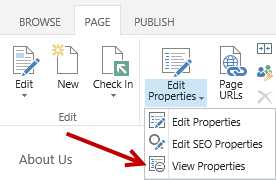 BROWSE PAGE PUBLISH
Edit New Check In Edit Properties Page URLs
Edit
Edit Properties
Edit SEO Properties
View Properties
About Us